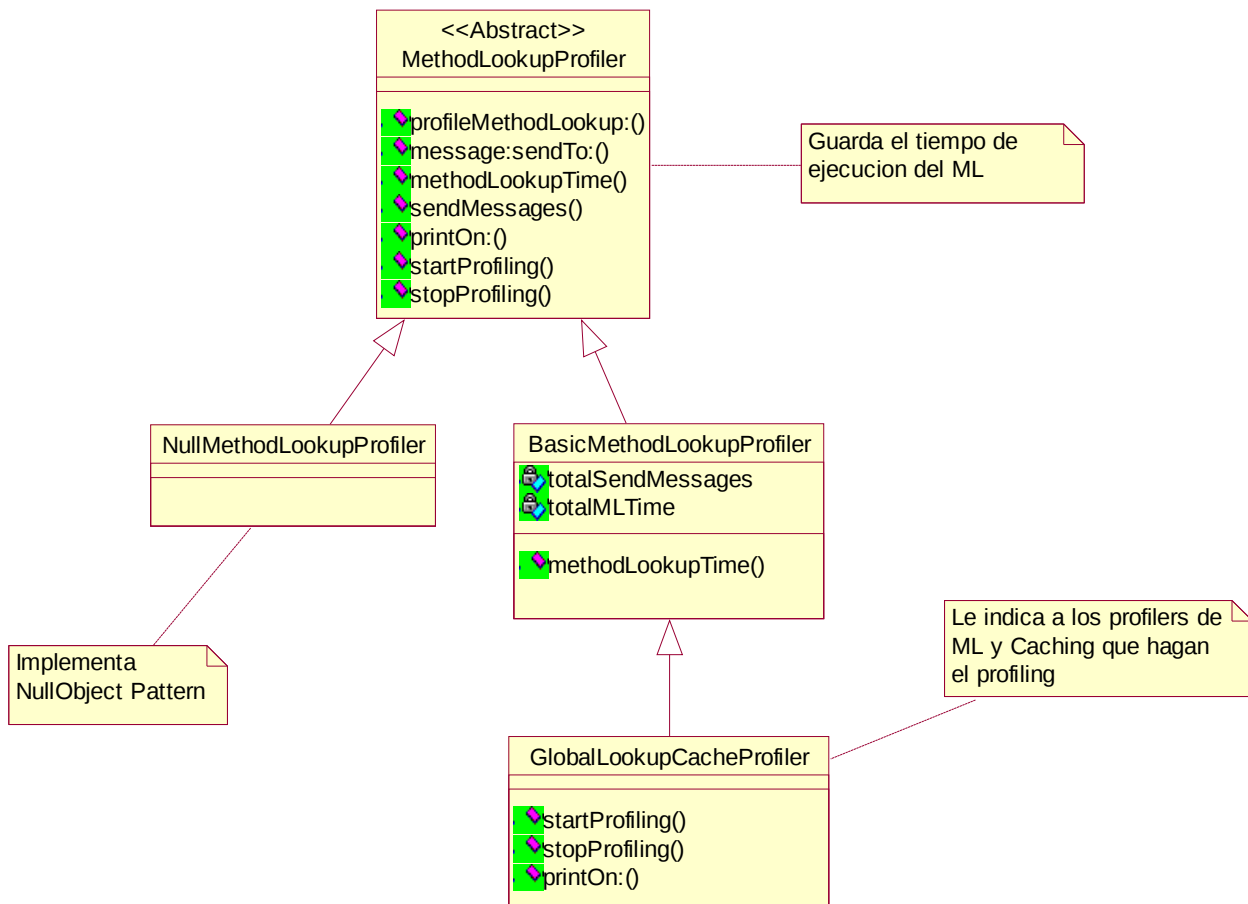 <<Abstract>>
MethodLookupProfiler
profileMethodLookup:()
message:sendTo:()
methodLookupTime()
sendMessages()
printOn:()
startProfiling()
stopProfiling()
Guarda el tiempo de
ejecucion del ML
NullMethodLookupProfiler
BasicMethodLookupProfiler
totalSendMessages
totalMLTime
methodLookupTime()
Implementa
NullObject Pattern
Le indica a los profilers de
ML y Caching que hagan
el profiling
GlobalLookupCacheProfiler
startProfiling()
stopProfiling()
printOn:()